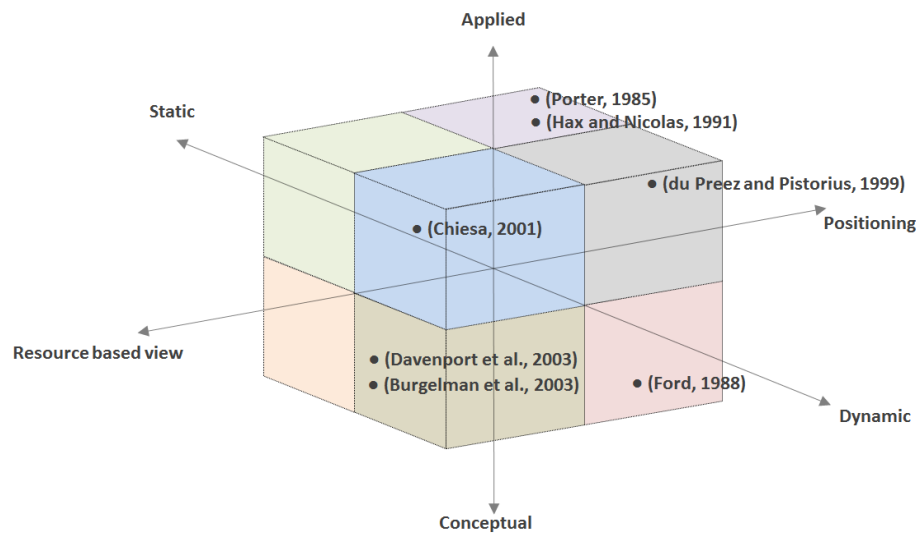 Applied
Static
(Porter, 1985)
(Hax and Nicolas, 1991)
(du Preez and Pistorius, 1999)
Positioning
(Chiesa, 2001)
Resource based view
(Davenport et al., 2003)
(Burgelman et al., 2003)
(Ford, 1988)
Dynamic
Conceptual